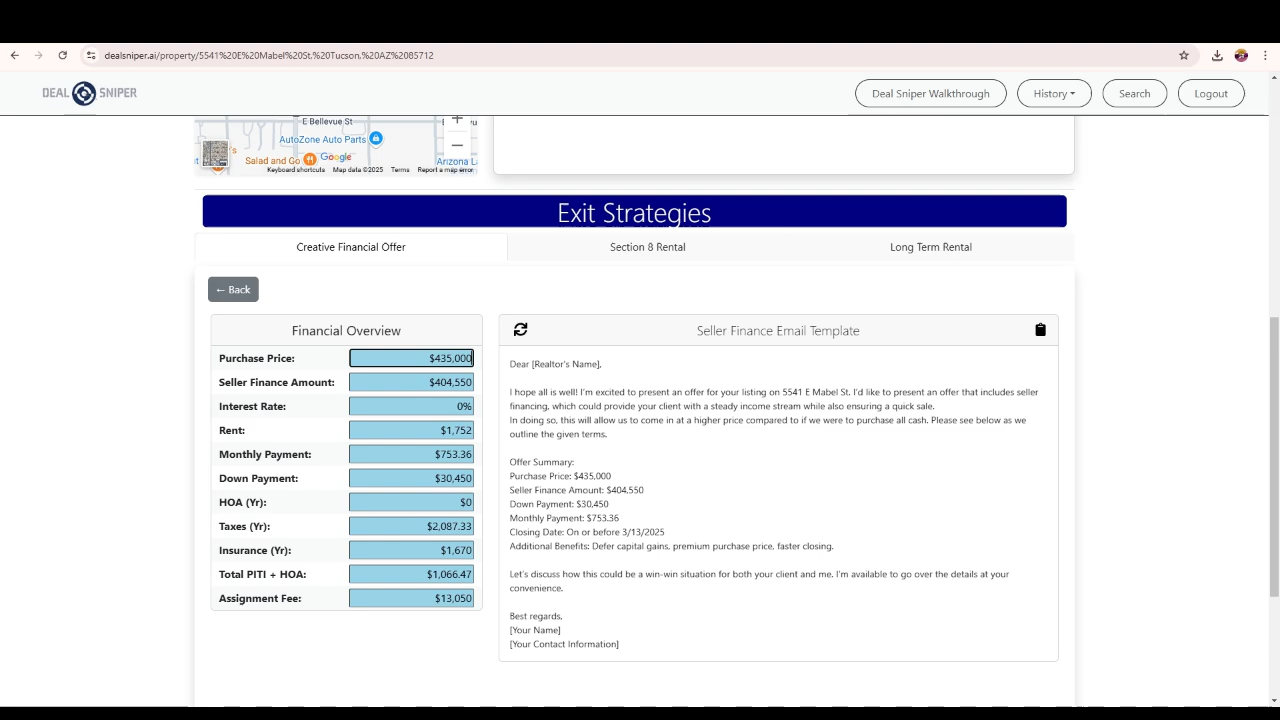 dealsniper.ai/property/5541%20E%20Mabel%20St,%20Tucson,%20AZ%2085712
DEAL SNIPER
Deal Sniper Walkthrough
History
Search
Logout
E Bellevue St
AutoZone Auto Parts
Salad and Go
Google
Arizona L
Keyboard shortcuts
Map data ©2025
Terms
Report a map error
Exit Strategies
Creative Financial Offer
Section 8 Rental
Long Term Rental
← Back
Financial Overview
Purchase Price: $435,000
Seller Finance Amount: $404,550
Interest Rate: 0%
Rent: $1,752
Monthly Payment: $753.36
Down Payment: $30,450
HOA (Yr): $0
Taxes (Yr): $2,087.33
Insurance (Yr): $1,670
Total PITI + HOA: $1,066.47
Assignment Fee: $13,050
Seller Finance Email Template
Dear [Realtor's Name],
I hope all is well! I'm excited to present an offer for your listing on 5541 E Mabel St. I'd like to present an offer that includes seller
financing, which could provide your client with a steady income stream while also ensuring a quick sale.
In doing so, this will allow us to come in at a higher price compared to if we were to purchase all cash. Please see below as we
outline the given terms.
Offer Summary:
Purchase Price: $435,000
Seller Finance Amount: $404,550
Down Payment: $30,450
Monthly Payment: $753.36
Closing Date: On or before 3/13/2025
Additional Benefits: Defer capital gains, premium purchase price, faster closing.
Let's discuss how this could be a win-win situation for both your client and me. I'm available to go over the details at your
convenience.
Best regards,
[Your Name]
[Your Contact Information]